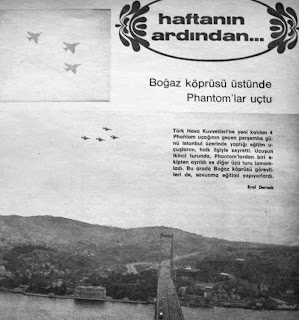 haftanın
ardından...
Boğaz köprüsü üstünde
Phantom'lar uçtu
Türk Hava Kuvvetleri'ne yeni katılan 4
Phantom uçağının geçen perşembe gü-
nü İstanbul üzerinde yaptığı eğitim u-
çuşlarını, halk ilgiyle seyretti. Uçuşun
ikinci turunda, Phantom'lardan biri e-
kipten ayrıldı ve diğer üçü turu tamam-
ladı. Bu arada Boğaz köprüsü görevli-
leri de, savunma eğitimi yapıyorlardı.
Erol Dernek